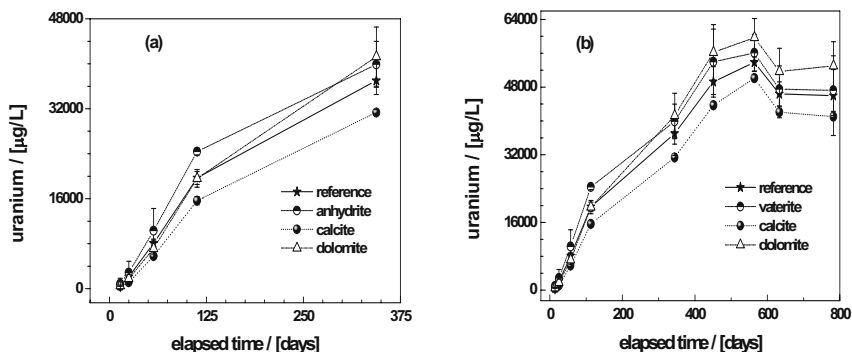 48000
32000
16000
0
0
125
250
375
uranium / [µg/L]
elapsed time / [days]
(a)
reference
anhydrite
calcite
dolomite
64000
48000
32000
16000
0
0
200
400
600
800
uranium / [µg/L]
elapsed time / [days]
(b)
reference
vaterite
calcite
dolomite